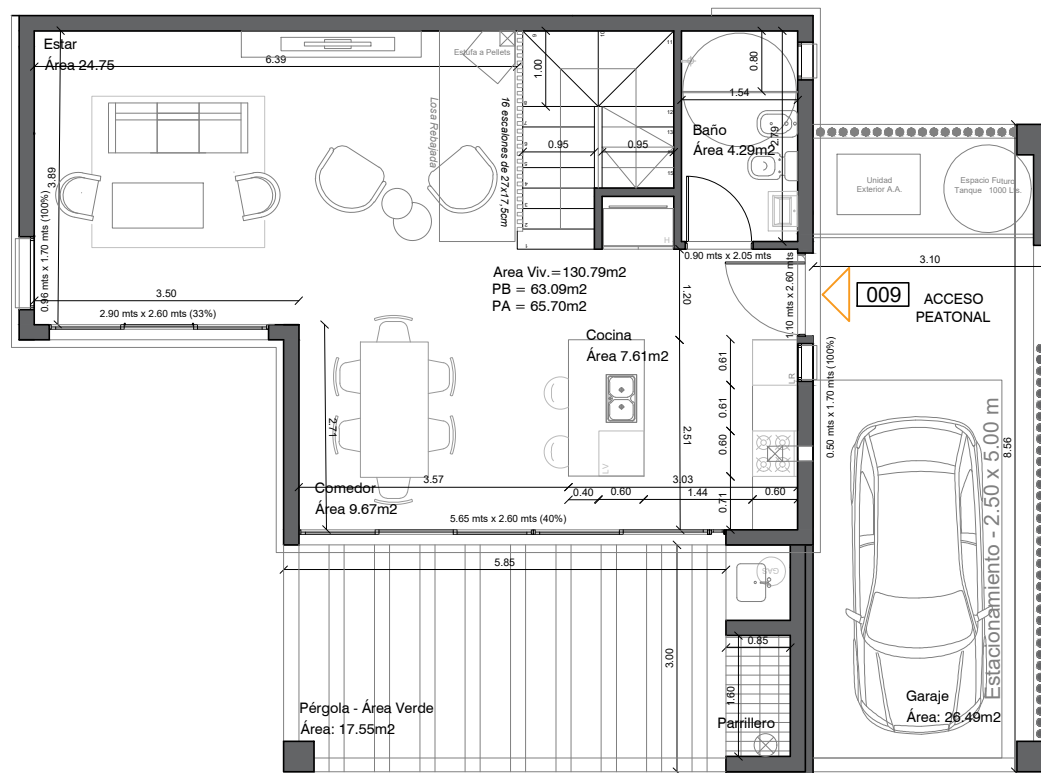 Estar
Área 24.75
6.39
Estufa a Pellets
Losa Rebajada
16 escalones de 27x17,5cm
1.00
0.95
0.95
0.80
1.54
2.79
Baño
Área 4.29m2
H
0.90 mts x 2.05 mts
3.89
0.96 mts x 1.70 mts (100%)
3.50
2.90 mts x 2.60 mts (33%)
Area Viv.=130.79m2
PB = 63.09m2
PA = 65.70m2
1.20
1.10 mts x 2.60 mts
Unidad
Exterior A.A.
Espacio Futuro
Tanque 1000 Lts.
3.10
009
ACCESO
PEATONAL
Cocina
Área 7.61m2
LR
LV
0.61
0.61
0.60
0.71
2.51
0.50 mts x 1.70 mts (100%)
2.71
3.57
3.03
0.40
0.60
1.44
0.60
Comedor
Área 9.67m2
5.65 mts x 2.60 mts (40%)
5.85
GAS
3.00
0.85
1.60
Parrillero
Pérgola - Área Verde
Área: 17.55m2
8.56
Estacionamiento - 2.50 x 5.00 m
Garaje
Área: 26.49m2